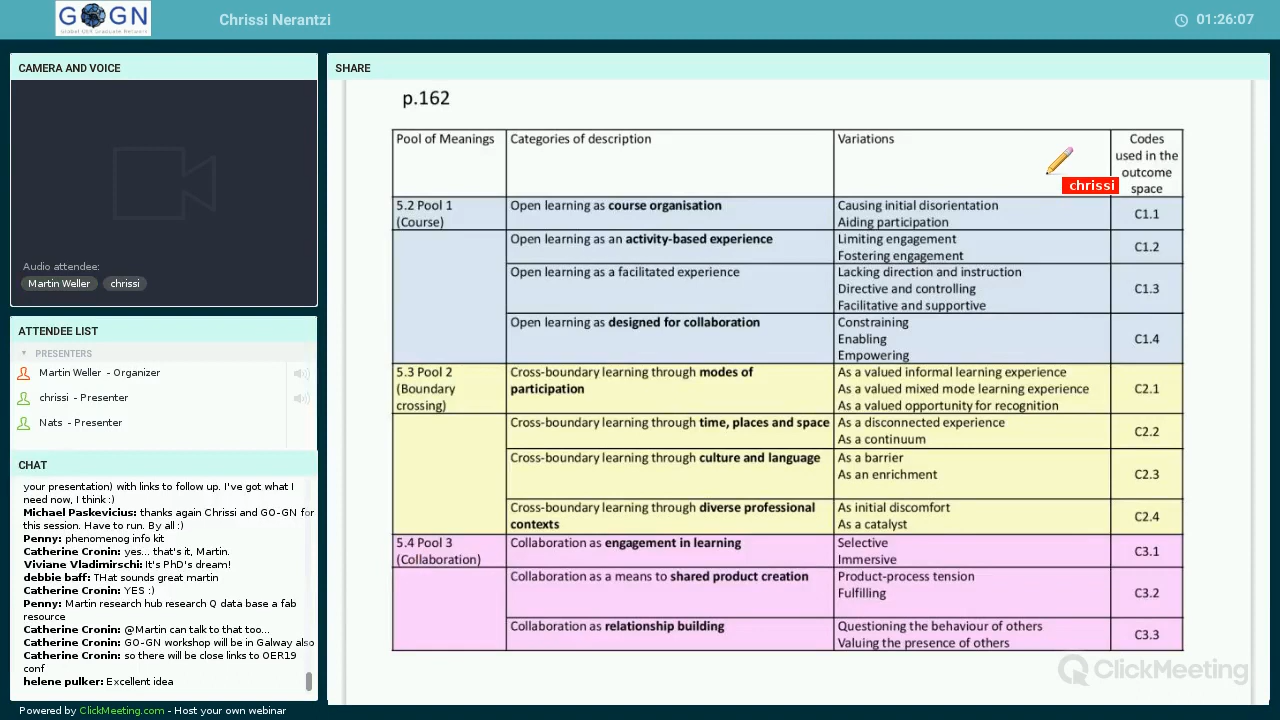 GO-GN
Global OER Graduate Network
Chrissi Nerantzi
01:26:07
CAMERA AND VOICE
Audio attendee:
Martin Weller
chrissi
ATTENDEE LIST
PRESENTERS
Martin Weller - Organizer
chrissi - Presenter
Nats - Presenter
CHAT
your presentation) with links to follow up. I've got what I
need now, I think :)
Michael Paskevicius: thanks again Chrissi and GO-GN for
this session. Have to run. By all :)
Penny: phenomenog info kit
Catherine Cronin: yes... that's it, Martin.
Viviane Vladimirschi: It's PhD's dream!
debbie baff: THat sounds great martin
Catherine Cronin: YES :)
Penny: Martin research hub research Q data base a fab
resource
Catherine Cronin: @Martin can talk to that too...
Catherine Cronin: GO-GN workshop will be in Galway also
Catherine Cronin: so there will be close links to OER19
conf
helene pulker: Excellent idea
Powered by ClickMeeting.com - Host your own webinar
SHARE
p.162
Pool of Meanings
Categories of description
Variations
Codes
used in the
outcome
space
chrissi
5.2 Pool 1
(Course)
Open learning as course organisation
Causing initial disorientation
Aiding participation
C1.1
Open learning as an activity-based experience
Limiting engagement
Fostering engagement
C1.2
Open learning as a facilitated experience
Lacking direction and instruction
Directive and controlling
Facilitative and supportive
C1.3
Open learning as designed for collaboration
Constraining
Enabling
Empowering
C1.4
5.3 Pool 2
(Boundary
crossing)
Cross-boundary learning through modes of
participation
As a valued informal learning experience
As a valued mixed mode learning experience
As a valued opportunity for recognition
C2.1
Cross-boundary learning through time, places and space
As a disconnected experience
As a continuum
C2.2
Cross-boundary learning through culture and language
As a barrier
As an enrichment
C2.3
Cross-boundary learning through diverse professional
contexts
As initial discomfort
As a catalyst
C2.4
5.4 Pool 3
(Collaboration)
Collaboration as engagement in learning
Selective
Immersive
C3.1
Collaboration as a means to shared product creation
Product-process tension
Fulfilling
C3.2
Collaboration as relationship building
Questioning the behaviour of others
Valuing the presence of others
C3.3
ClickMeeting